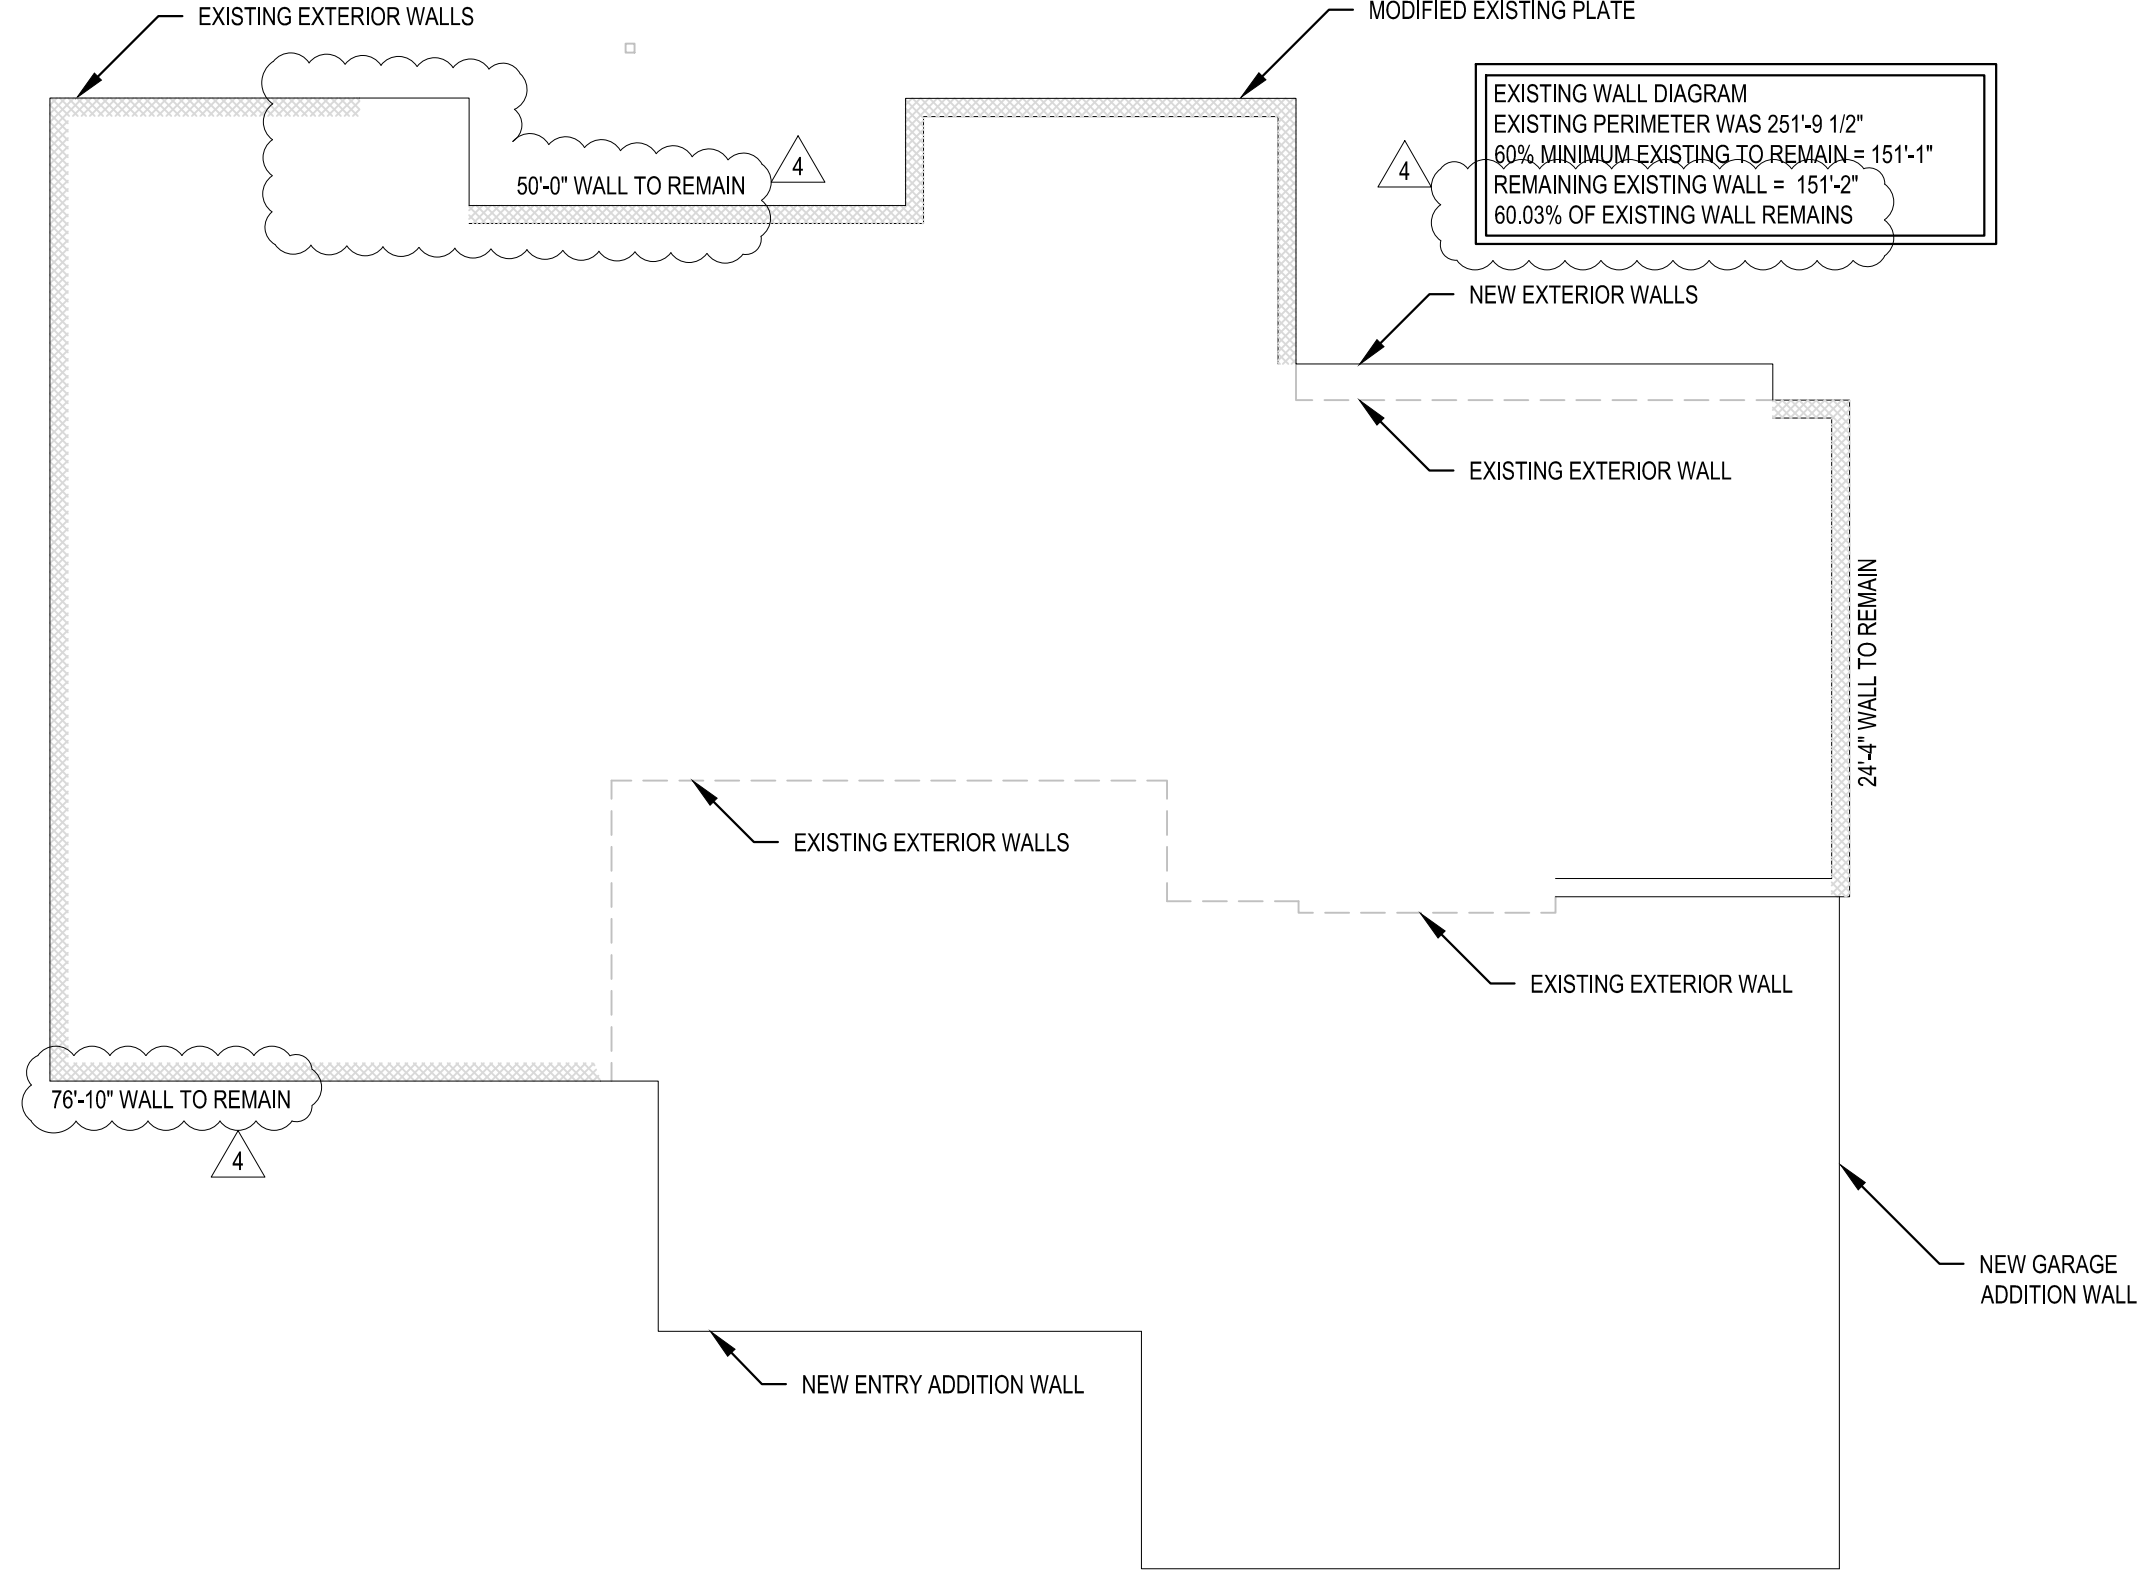 EXISTING EXTERIOR WALLS
MODIFIED EXISTING PLATE
EXISTING WALL DIAGRAM
EXISTING PERIMETER WAS 251'-9 1/2"
60% MINIMUM EXISTING TO REMAIN = 151'-1"
REMAINING EXISTING WALL = 151'-2"
60.03% OF EXISTING WALL REMAINS
4
4
50'-0" WALL TO REMAIN
NEW EXTERIOR WALLS
EXISTING EXTERIOR WALL
24'-4" WALL TO REMAIN
EXISTING EXTERIOR WALLS
EXISTING EXTERIOR WALL
76'-10" WALL TO REMAIN
4
NEW GARAGE
ADDITION WALL
NEW ENTRY ADDITION WALL